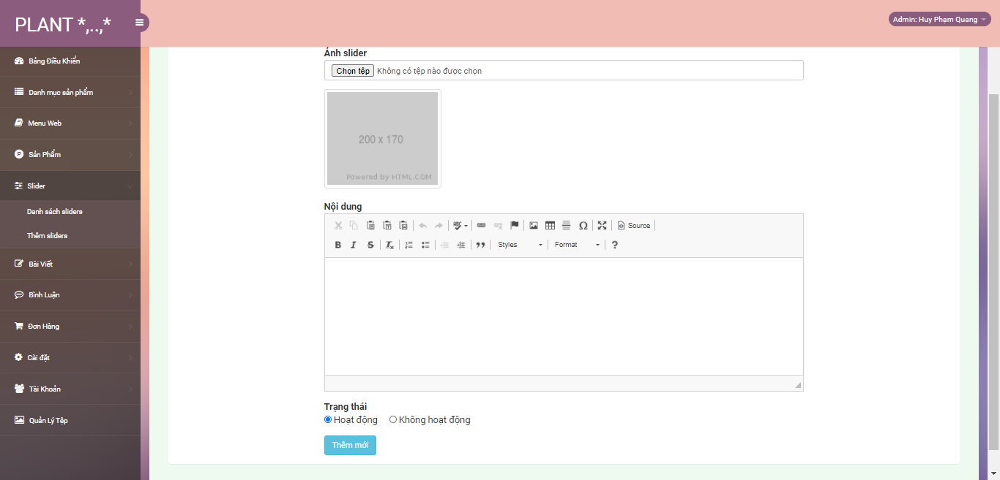 PLANT *,..,*
Admin: Huy Phạm Quang
Bảng Điều Khiển
Danh mục sản phẩm
Menu Web
Sản Phẩm
Slider
Danh sách sliders
Thêm sliders
Bài Viết
Bình Luận
Đơn Hàng
Cài đặt
Tài Khoản
Quản Lý Tệp
Ảnh slider
Chọn tệp Không có tệp nào được chọn
200 x 170
Powered by HTML.COM
Nội dung
Source
Styles Format
Trạng thái
Hoạt động Không hoạt động
Thêm mới